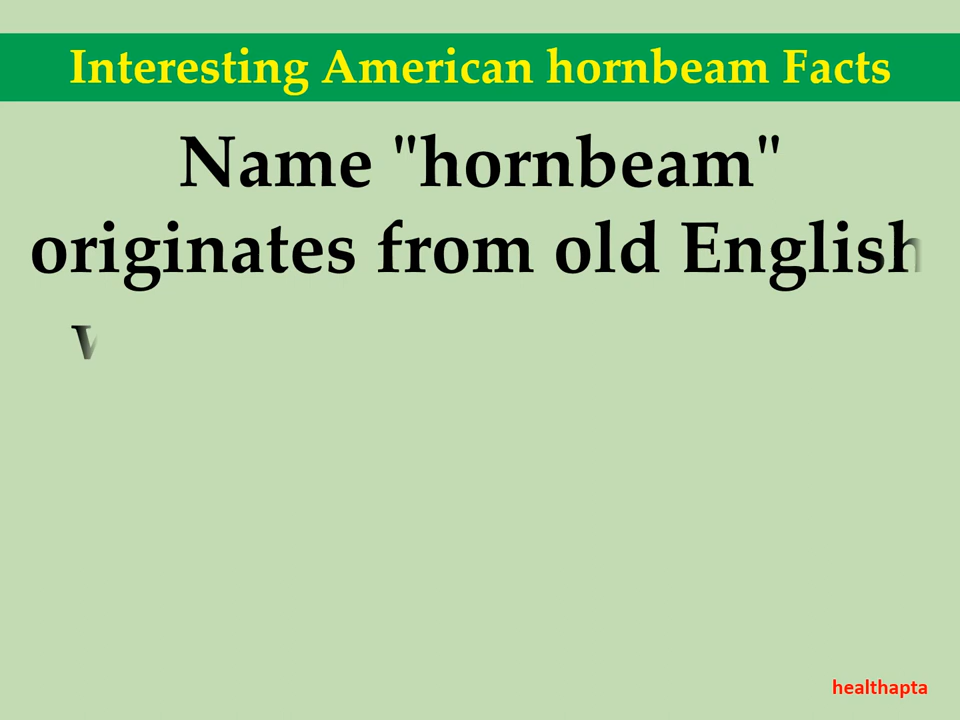 Interesting American hornbeam Facts
Name "hornbeam"
originates from old English
healthapta